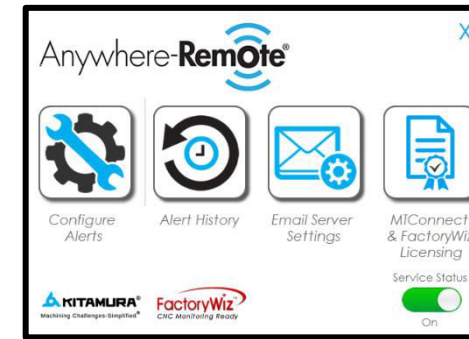 X
Anywhere-Remote®
Configure
Alerts
Alert History
Email Server
Settings
MTConnect
& FactoryWiz
Licensing
Service Status
On
KITAMURA®
Machining Challenges-Simplified®
FactoryWiz™
CNC Monitoring Ready